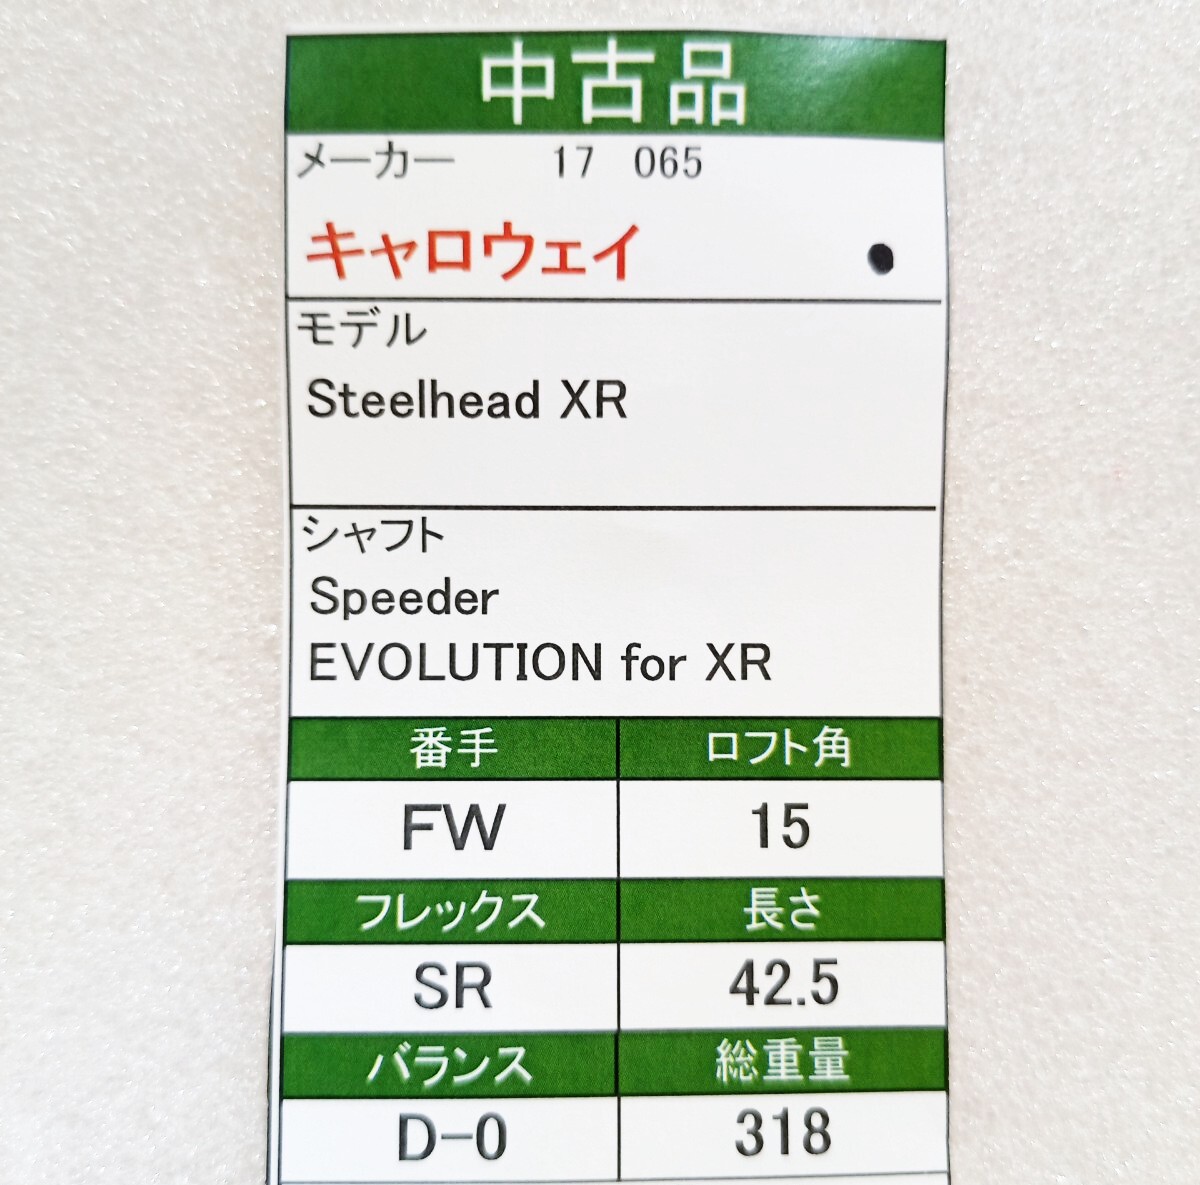 中古品
メーカー 17 065
キャロウェイ
モデル
Steelhead XR
シャフト
Speeder
EVOLUTION for XR
番手 ロフト角
FW 15
フレックス 長さ
SR 42.5
バランス 総重量
D-0 318